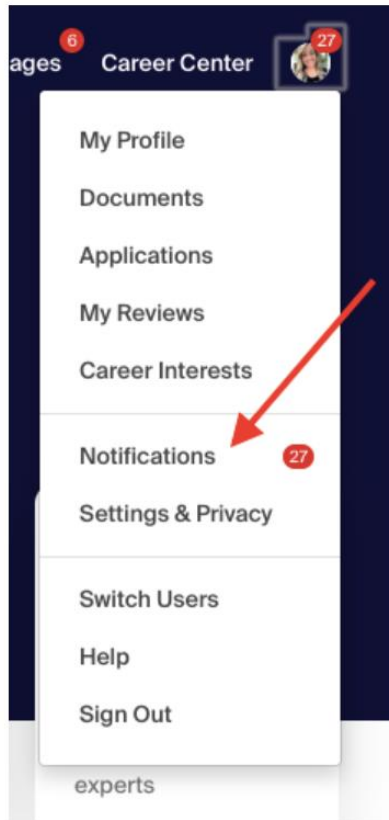 6
27
ages Career Center
My Profile
Documents
Applications
My Reviews
Career Interests
Notifications 27
Settings & Privacy
Switch Users
Help
Sign Out
experts